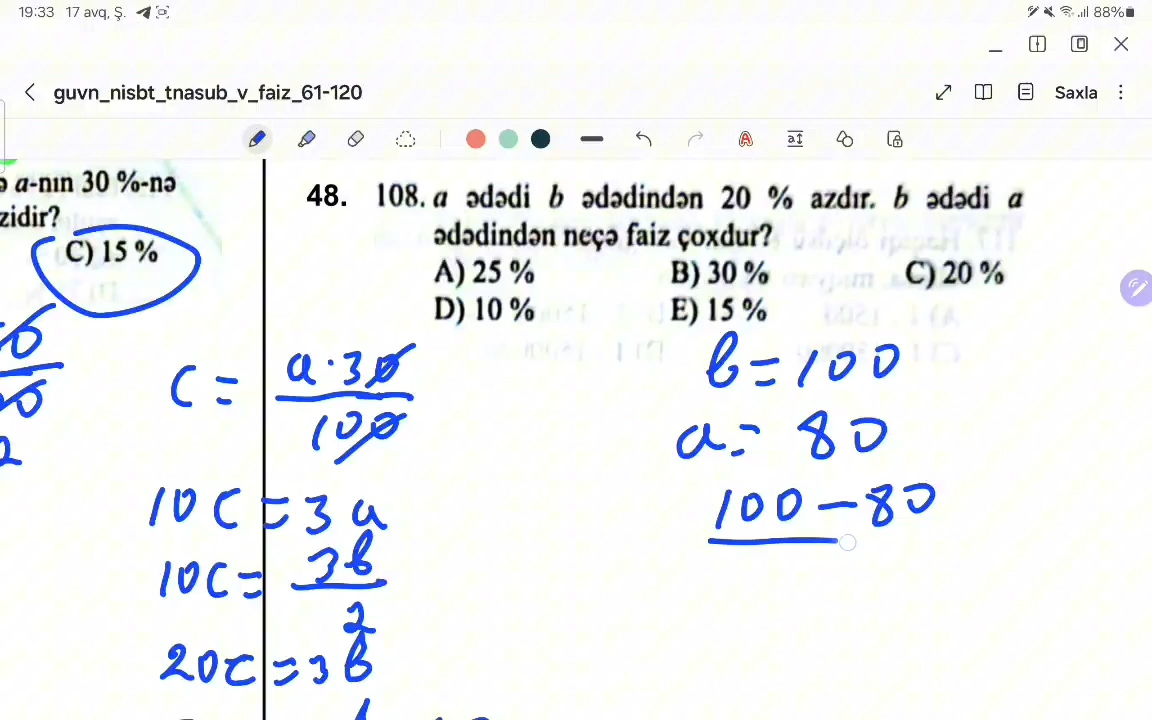 19:33 17 avq, Ş.
88%
guvn_nisbt_tnasub_v_faiz_61-120
Saxla
ə a-nın 30 %-nə
zidir?
C) 15 %
C = a·30 / 100
10C = 3a
10C = 3b / 2
20C = 3b
48. 108. a ədədi b ədədindən 20 % azdır. b ədədi a
ədədindən neçə faiz çoxdur?
A) 25 % B) 30 % C) 20 %
D) 10 % E) 15 %
b = 100
a = 80
100 – 80